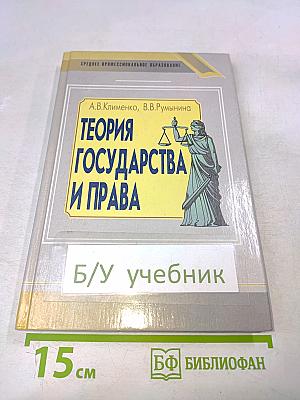 СРЕДНЕЕ ПРОФЕССИОНАЛЬНОЕ ОБРАЗОВАНИЕ
А.В.Клименко, В.В.Румынина
ТЕОРИЯ
ГОСУДАРСТВА
И ПРАВА
Б/У учебник
15 см
БФ БИБЛИОФАН